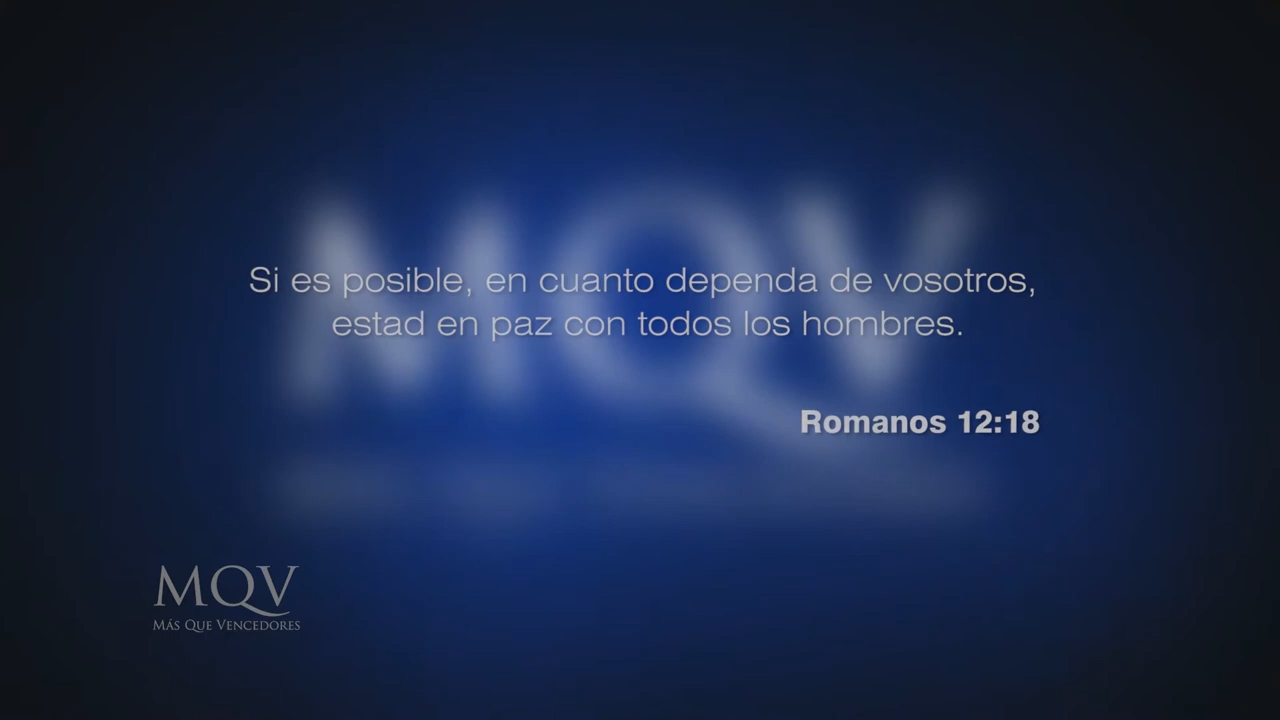 MQV
Si es posible, en cuanto dependa de vosotros,
estad en paz con todos los hombres.
Romanos 12:18
MQV
MÁS QUE VENCEDORES